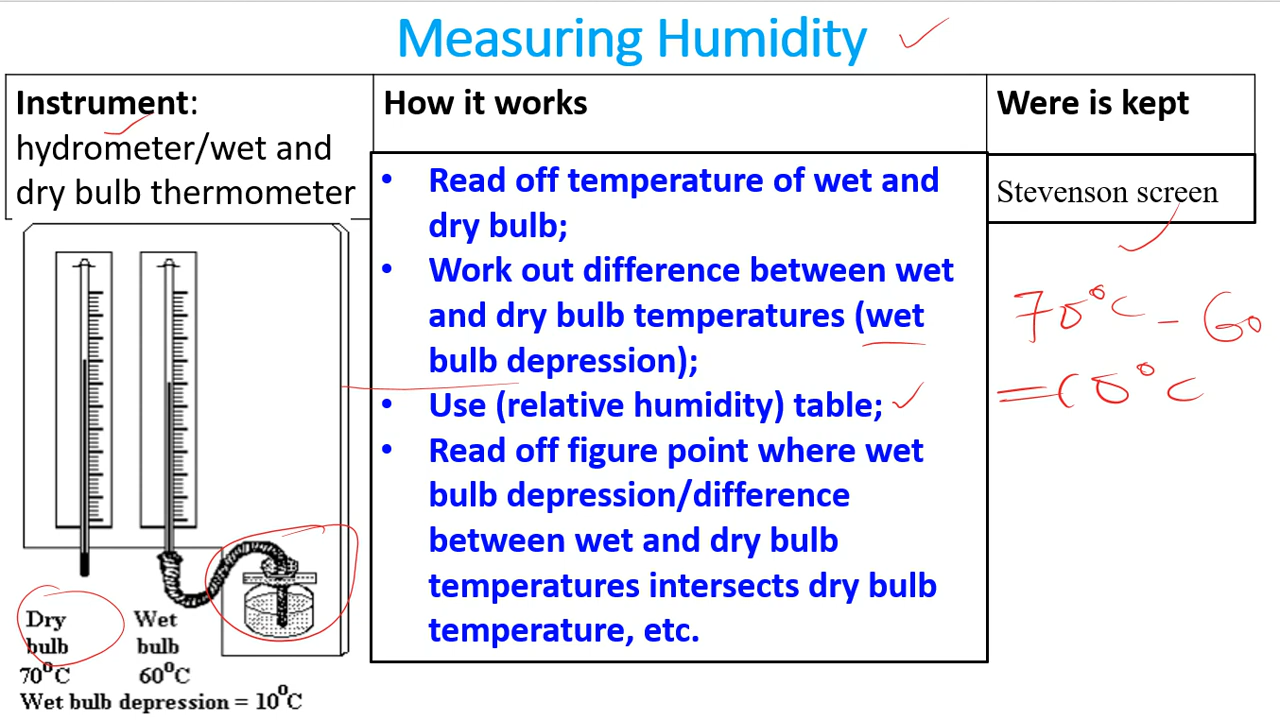 Measuring Humidity
Instrument:
hydrometer/wet and
dry bulb thermometer
How it works
Were is kept
• Read off temperature of wet and
dry bulb;
• Work out difference between wet
and dry bulb temperatures (wet
bulb depression);
• Use (relative humidity) table;
• Read off figure point where wet
bulb depression/difference
between wet and dry bulb
temperatures intersects dry bulb
temperature, etc.
Stevenson screen
70°C - 60
= 10°C
Dry
bulb
70°C
Wet
bulb
60°C
Wet bulb depression = 10°C